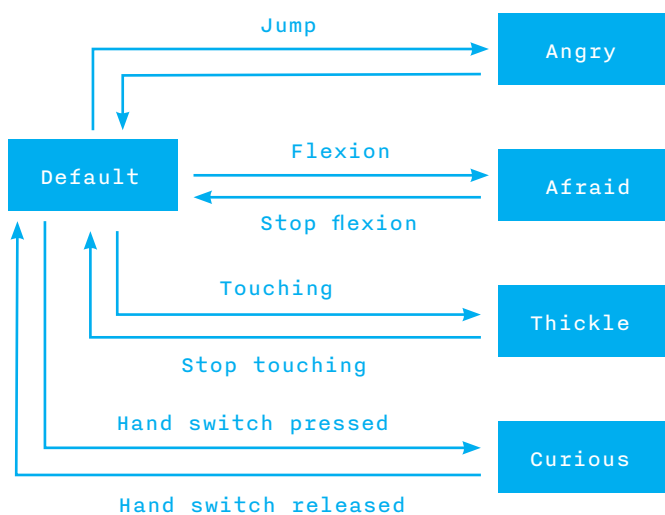 Jump
Angry
Default
Flexion
Afraid
Stop flexion
Touching
Thickle
Stop touching
Hand switch pressed
Curious
Hand switch released